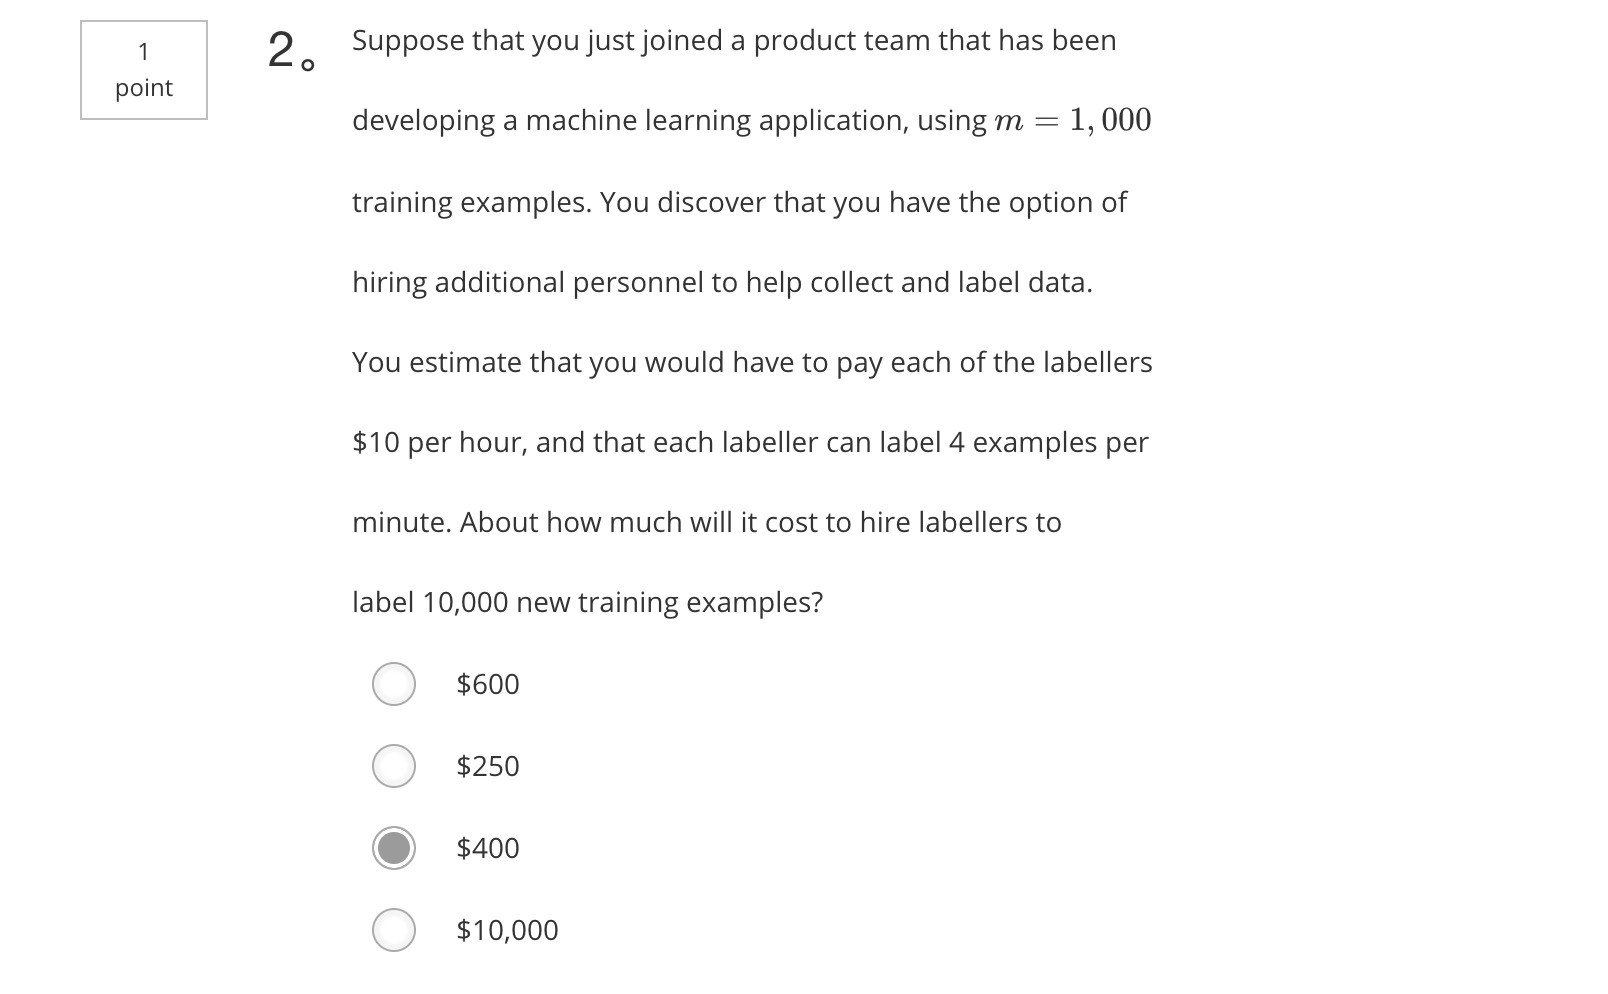 1
point
2。
Suppose that you just joined a product team that has been
developing a machine learning application, using m = 1, 000
training examples. You discover that you have the option of
hiring additional personnel to help collect and label data.
You estimate that you would have to pay each of the labellers
$10 per hour, and that each labeller can label 4 examples per
minute. About how much will it cost to hire labellers to
label 10,000 new training examples?
$600
$250
$400
$10,000